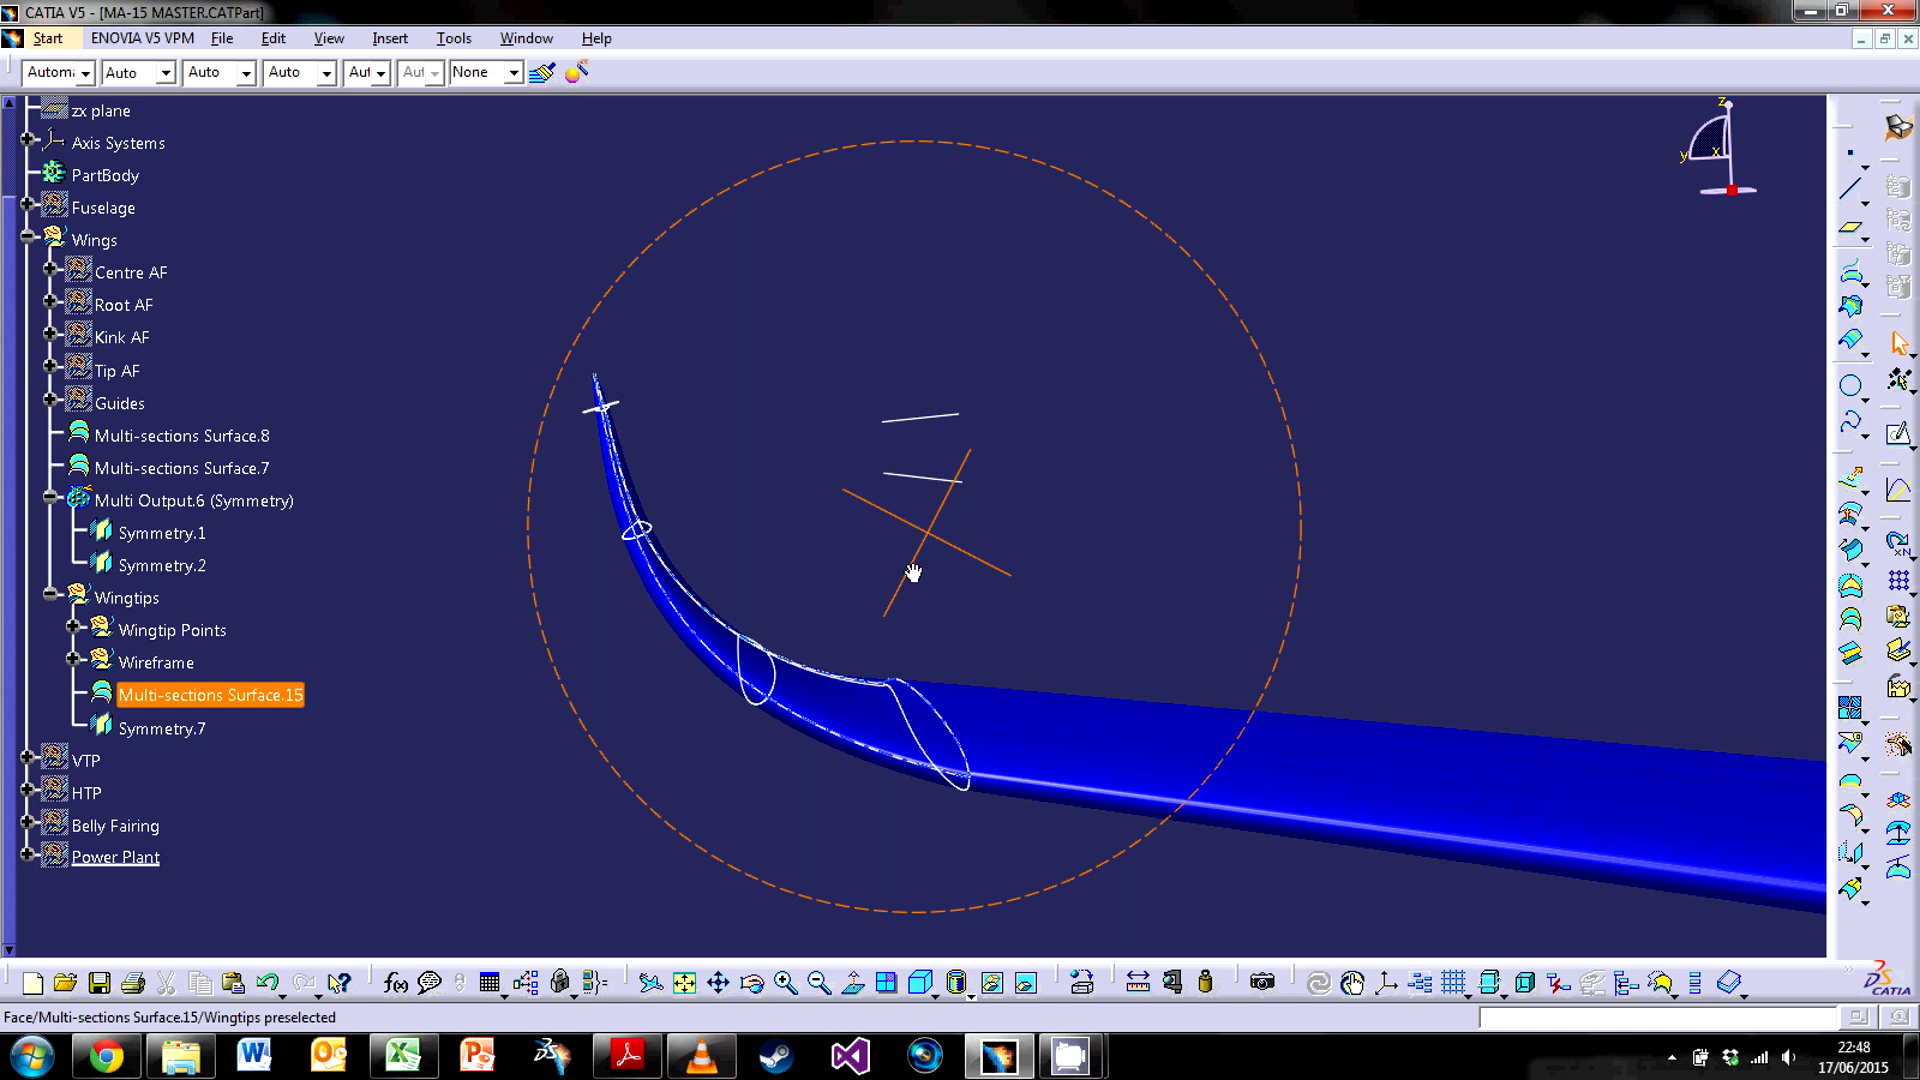 CATIA V5 - [MA-15 MASTER.CATPart]
Start ENOVIA V5 VPM File Edit View Insert Tools Window Help
Auto Auto Auto None
zx plane
Axis Systems
PartBody
Fuselage
Wings
Centre AF
Root AF
Kink AF
Tip AF
Guides
Multi-sections Surface.8
Multi-sections Surface.7
Multi Output.6 (Symmetry)
Symmetry.1
Symmetry.2
Wingtips
Wingtip Points
Wireframe
Multi-sections Surface.15
Symmetry.7
VTP
HTP
Belly Fairing
Power Plant
z
y x
f(x)
CATIA
Face/Multi-sections Surface.15/Wingtips preselected
22:48
17/06/2015